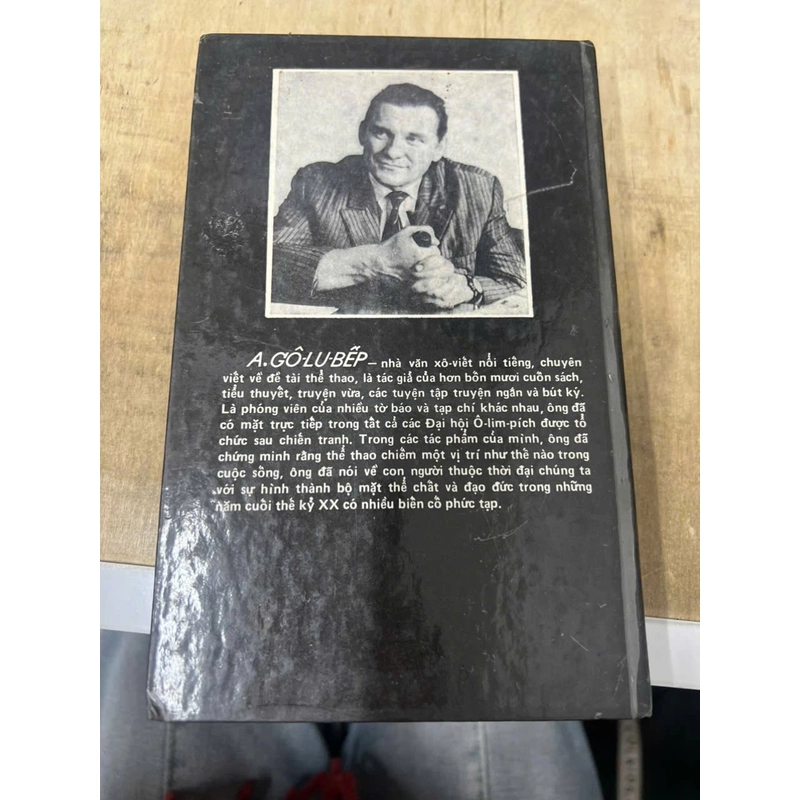 A. GÔ-LU-BẾP — nhà văn xô-viết nổi tiếng, chuyên
viết về đề tài thể thao, là tác giả của hơn bốn mươi cuốn sách,
tiểu thuyết, truyện vừa, các tuyện tập truyện ngắn và bút ký.
Là phóng viên của nhiều tờ báo và tạp chí khác nhau, ông đã
có mặt trực tiếp trong tất cả các Đại hội Ô-lim-pích được tổ
chức sau chiến tranh. Trong các tác phẩm của mình, ông đã
chứng minh rằng thể thao chiếm một vị trí như thế nào trong
cuộc sống, ông đã nói về con người thuộc thời đại chúng ta
với sự hình thành bộ mặt thể chất và đạo đức trong những
năm cuối thế kỷ XX có nhiều biến cố phức tạp.